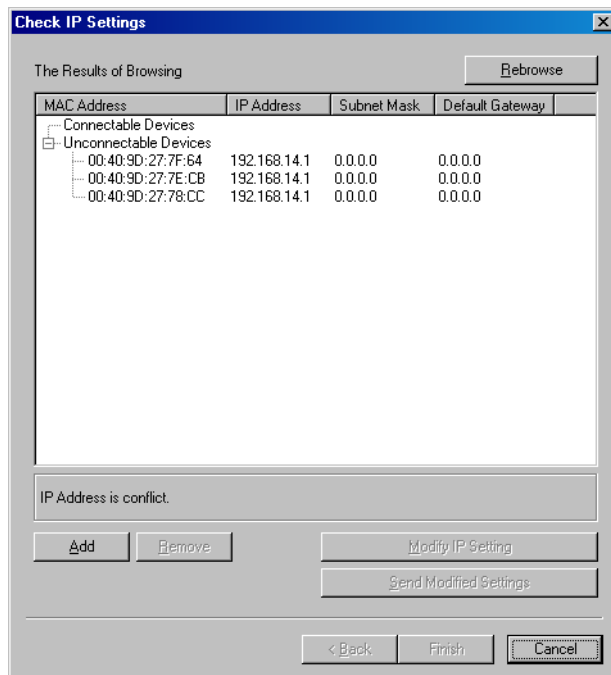 Check IP Settings
The Results of Browsing
Rebrowse
MAC Address IP Address Subnet Mask Default Gateway
Connectable Devices
Unconnectable Devices
00:40:9D:27:7F:64 192.168.14.1 0.0.0.0 0.0.0.0
00:40:9D:27:7E:CB 192.168.14.1 0.0.0.0 0.0.0.0
00:40:9D:27:78:CC 192.168.14.1 0.0.0.0 0.0.0.0
IP Address is conflict.
Add Remove Modify IP Setting
Send Modified Settings
< Back Finish Cancel